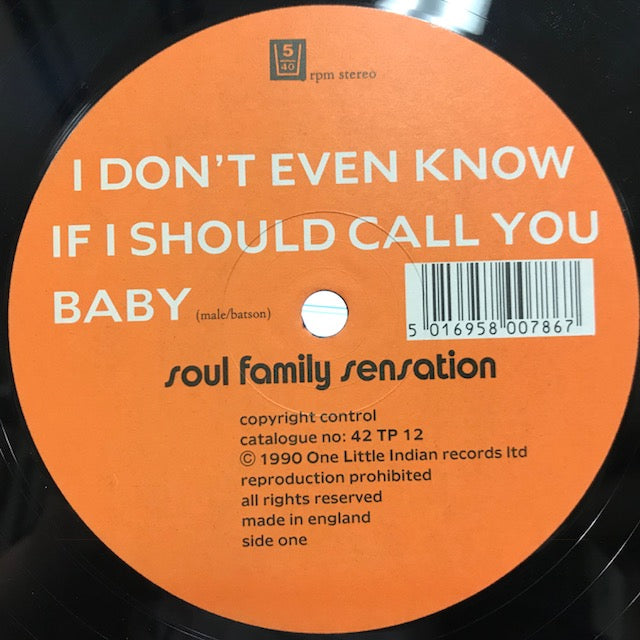 5
40
rpm stereo
I DON'T EVEN KNOW
IF I SHOULD CALL YOU
BABY (male/batson)
5 016958 007867
soul family sensation
copyright control
catalogue no: 42 TP 12
© 1990 One Little Indian records ltd
reproduction prohibited
all rights reserved
made in england
side one